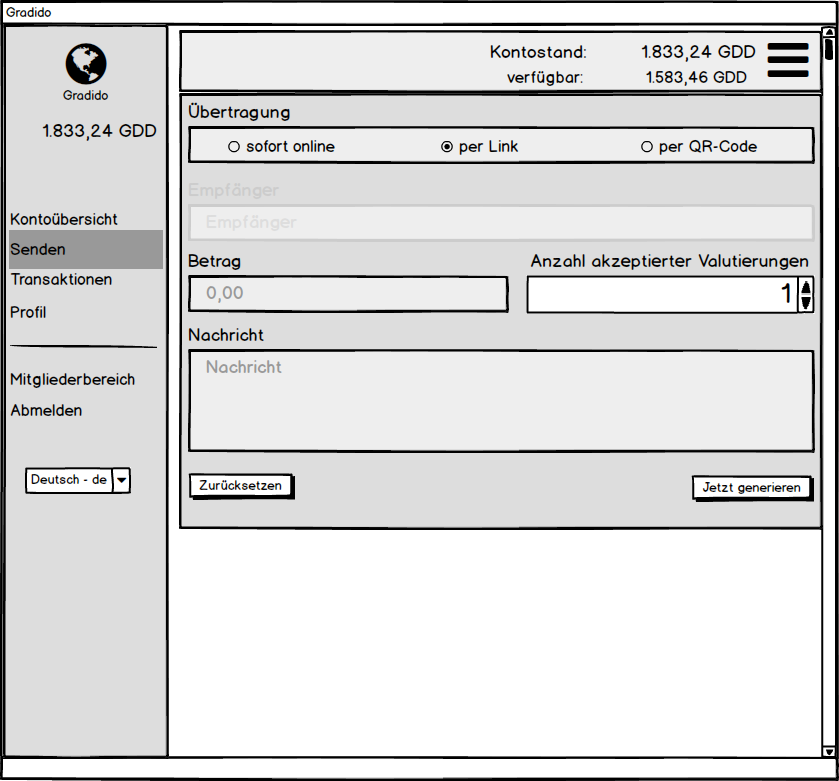 Gradido
Gradido
1.833,24 GDD
Kontoübersicht
Senden
Transaktionen
Profil
Mitgliederbereich
Abmelden
Deutsch - de
Kontostand: 1.833,24 GDD
verfügbar: 1.583,46 GDD
Übertragung
sofort online per Link per QR-Code
Empfänger
Empfänger
Betrag Anzahl akzeptierter Valutierungen
0,00 1
Nachricht
Nachricht
Zurücksetzen Jetzt generieren